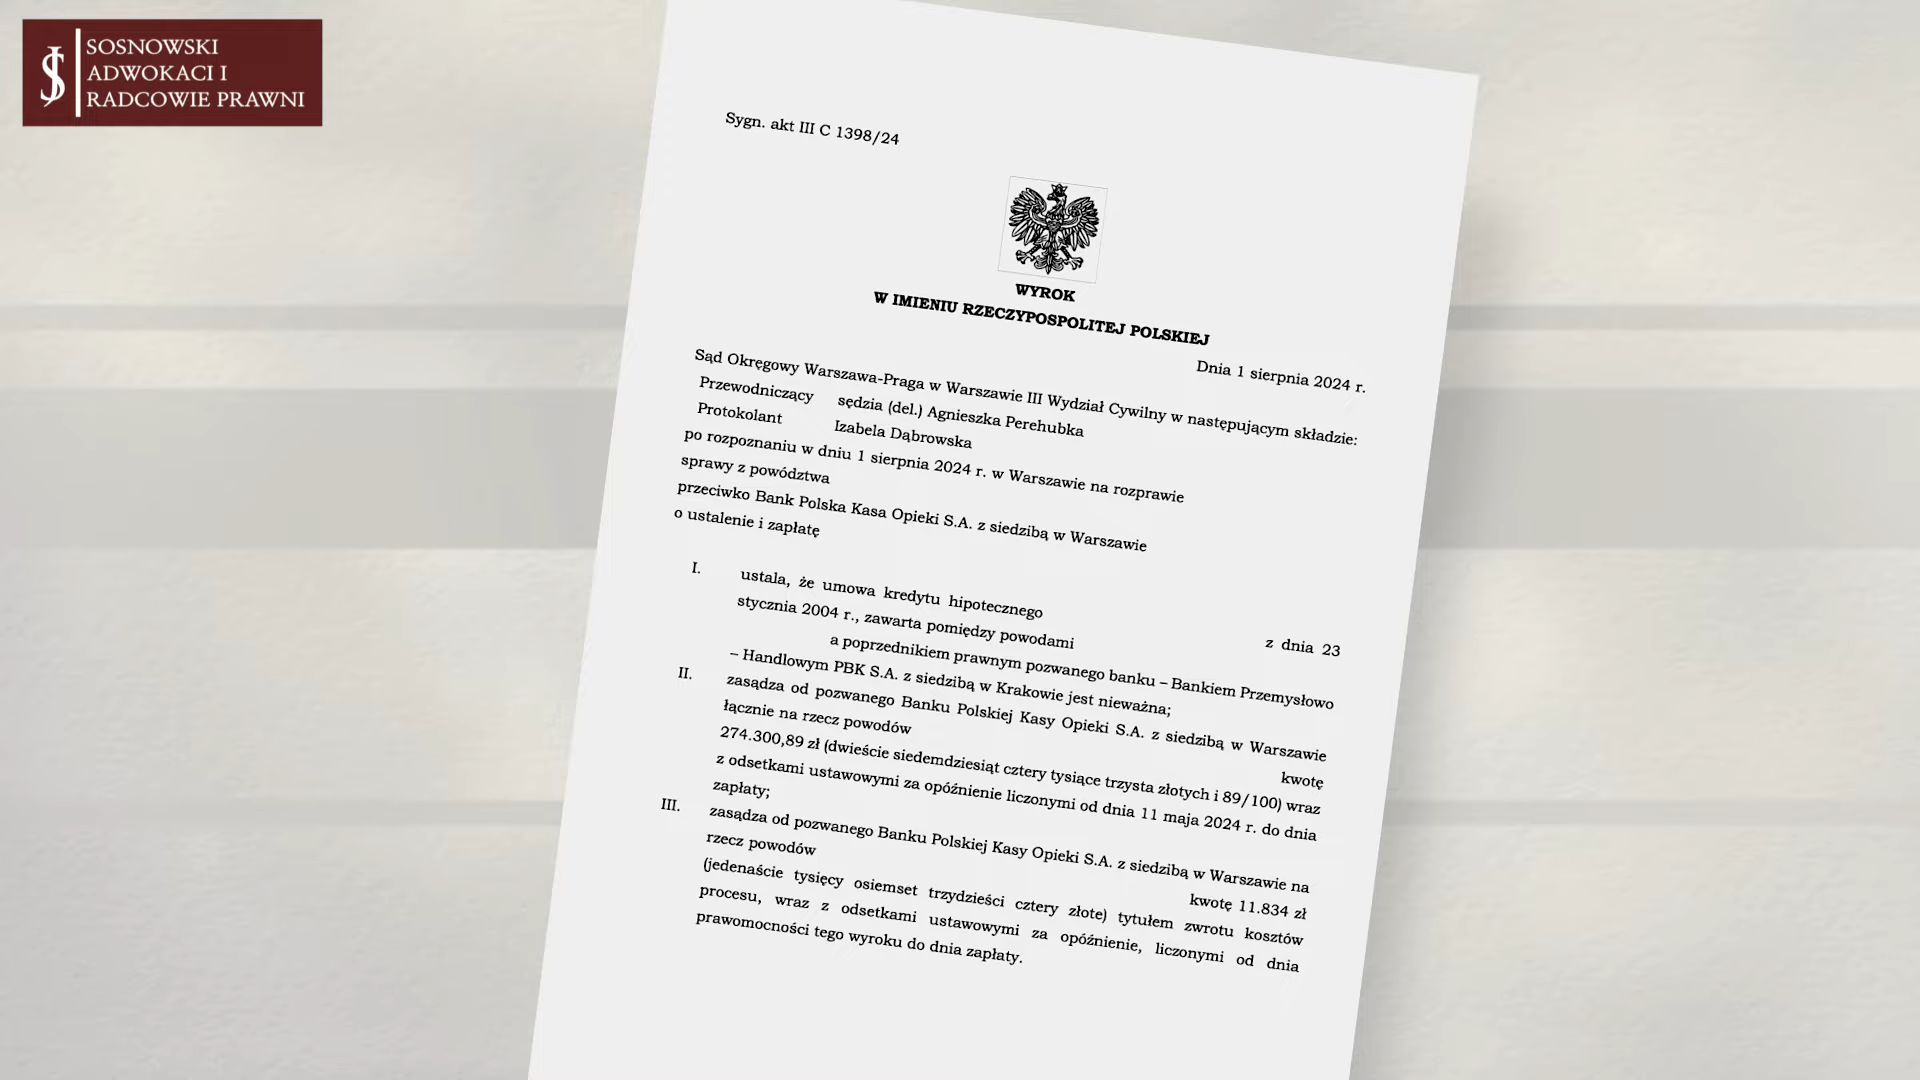 SOSNOWSKI
ADWOKACI I
RADCOWIE PRAWNI
Sygn. akt III C 1398/24
WYROK
W IMIENIU RZECZYPOSPOLITEJ POLSKIEJ
Dnia 1 sierpnia 2024 r.
Sąd Okręgowy Warszawa-Praga w Warszawie III Wydział Cywilny w następującym składzie:
Przewodniczący sędzia (del.) Agnieszka Perehubka
Protokolant Izabela Dąbrowska
po rozpoznaniu w dniu 1 sierpnia 2024 r. w Warszawie na rozprawie
sprawy z powództwa
przeciwko Bank Polska Kasa Opieki S.A. z siedzibą w Warszawie
o ustalenie i zapłatę
I. ustala, że umowa kredytu hipotecznego z dnia 23
stycznia 2004 r., zawarta pomiędzy powodami
a poprzednikiem prawnym pozwanego banku – Bankiem Przemysłowo
– Handlowym PBK S.A. z siedzibą w Krakowie jest nieważna;
II. zasądza od pozwanego Banku Polskiej Kasy Opieki S.A. z siedzibą w Warszawie
łącznie na rzecz powodów kwotę
274.300,89 zł (dwieście siedemdziesiąt cztery tysiące trzysta złotych i 89/100) wraz
z odsetkami ustawowymi za opóźnienie liczonymi od dnia 11 maja 2024 r. do dnia
zapłaty;
III. zasądza od pozwanego Banku Polskiej Kasy Opieki S.A. z siedzibą w Warszawie na
rzecz powodów kwotę 11.834 zł
(jedenaście tysięcy osiemset trzydzieści cztery złote) tytułem zwrotu kosztów
procesu, wraz z odsetkami ustawowymi za opóźnienie, liczonymi od dnia
prawomocności tego wyroku do dnia zapłaty.